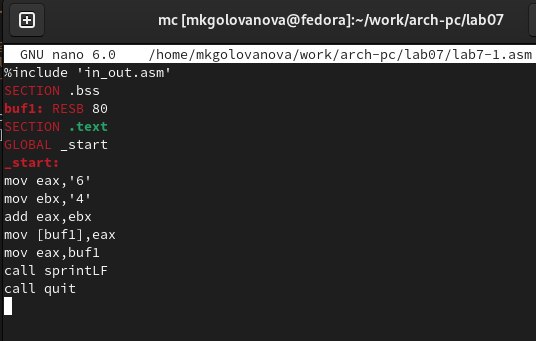 mc [mkgolovanova@fedora]:~/work/arch-pc/lab07
GNU nano 6.0 /home/mkgolovanova/work/arch-pc/lab07/lab7-1.asm
%include 'in_out.asm'
SECTION .bss
buf1: RESB 80
SECTION .text
GLOBAL _start
_start:
mov eax,'6'
mov ebx,'4'
add eax,ebx
mov [buf1],eax
mov eax,buf1
call sprintLF
call quit